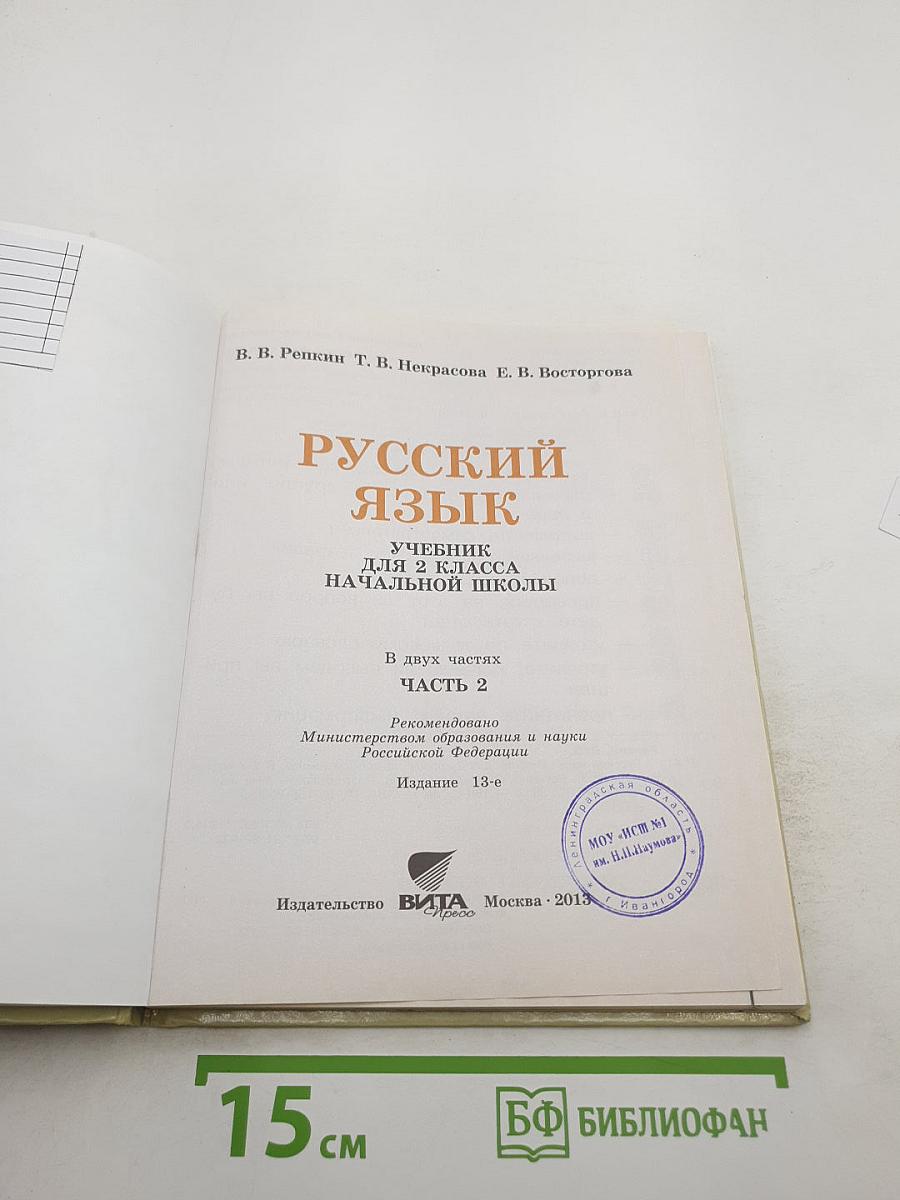 В. В. Репкин Т. В. Некрасова Е. В. Восторгова
РУССКИЙ
ЯЗЫК
УЧЕБНИК
ДЛЯ 2 КЛАССА
НАЧАЛЬНОЙ ШКОЛЫ
В двух частях
ЧАСТЬ 2
Рекомендовано
Министерством образования и науки
Российской Федерации
Издание 13-е
Ленинградская область
МОУ «ИСШ №1
им. Н.П.Наумова»
* г Ивангород *
Издательство ВИТА Пресс Москва · 2013
15 см
БФ БИБЛИОФАН